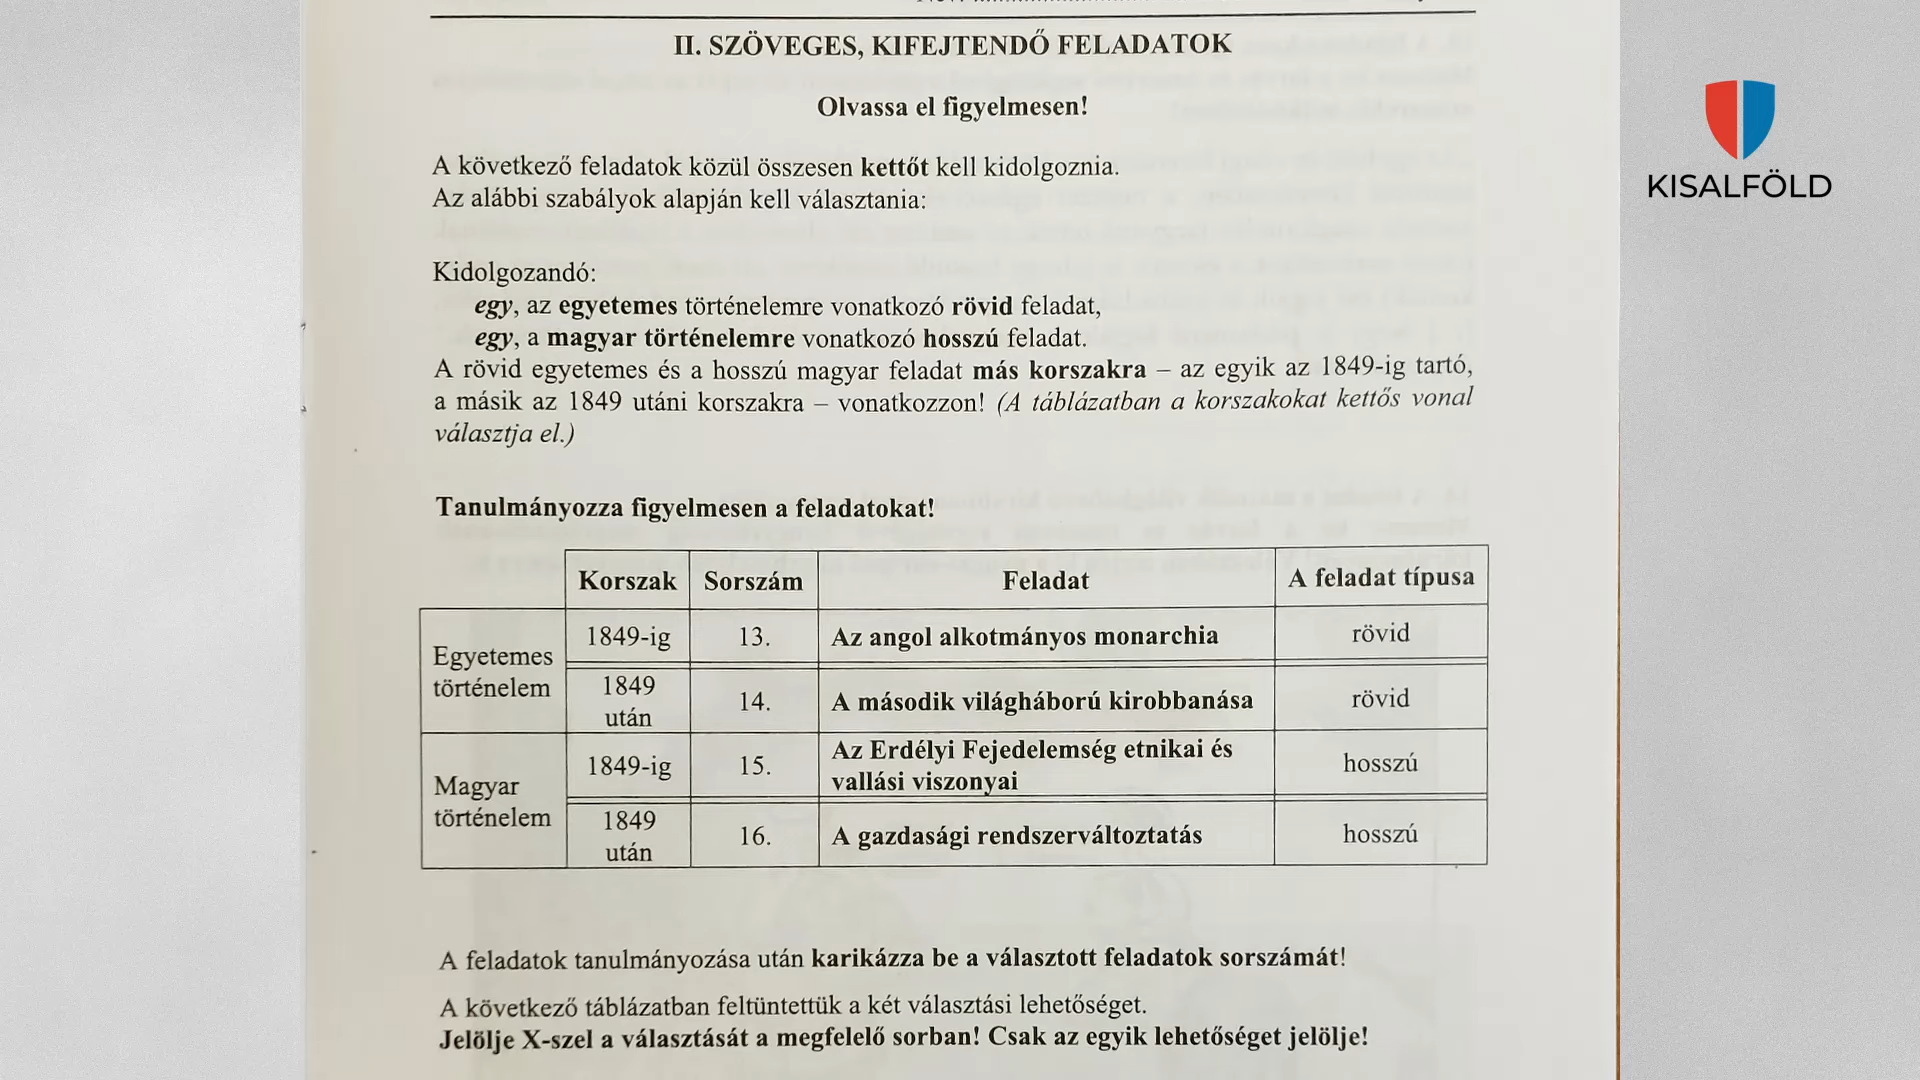 II. SZÖVEGES, KIFEJTENDŐ FELADATOK
Olvassa el figyelmesen!
A következő feladatok közül összesen kettőt kell kidolgoznia.
Az alábbi szabályok alapján kell választania:
Kidolgozandó:
egy, az egyetemes történelemre vonatkozó rövid feladat,
egy, a magyar történelemre vonatkozó hosszú feladat.
A rövid egyetemes és a hosszú magyar feladat más korszakra – az egyik az 1849-ig tartó,
a másik az 1849 utáni korszakra – vonatkozzon! (A táblázatban a korszakokat kettős vonal
választja el.)
Tanulmányozza figyelmesen a feladatokat!
Korszak Sorszám Feladat A feladat típusa
Egyetemes történelem
1849-ig 13. Az angol alkotmányos monarchia rövid
1849 után 14. A második világháború kirobbanása rövid
Magyar történelem
1849-ig 15. Az Erdélyi Fejedelemség etnikai és
vallási viszonyai hosszú
1849 után 16. A gazdasági rendszerváltoztatás hosszú
A feladatok tanulmányozása után karikázza be a választott feladatok sorszámát!
A következő táblázatban feltüntettük a két választási lehetőséget.
Jelölje X-szel a választását a megfelelő sorban! Csak az egyik lehetőséget jelölje!
KISALFÖLD